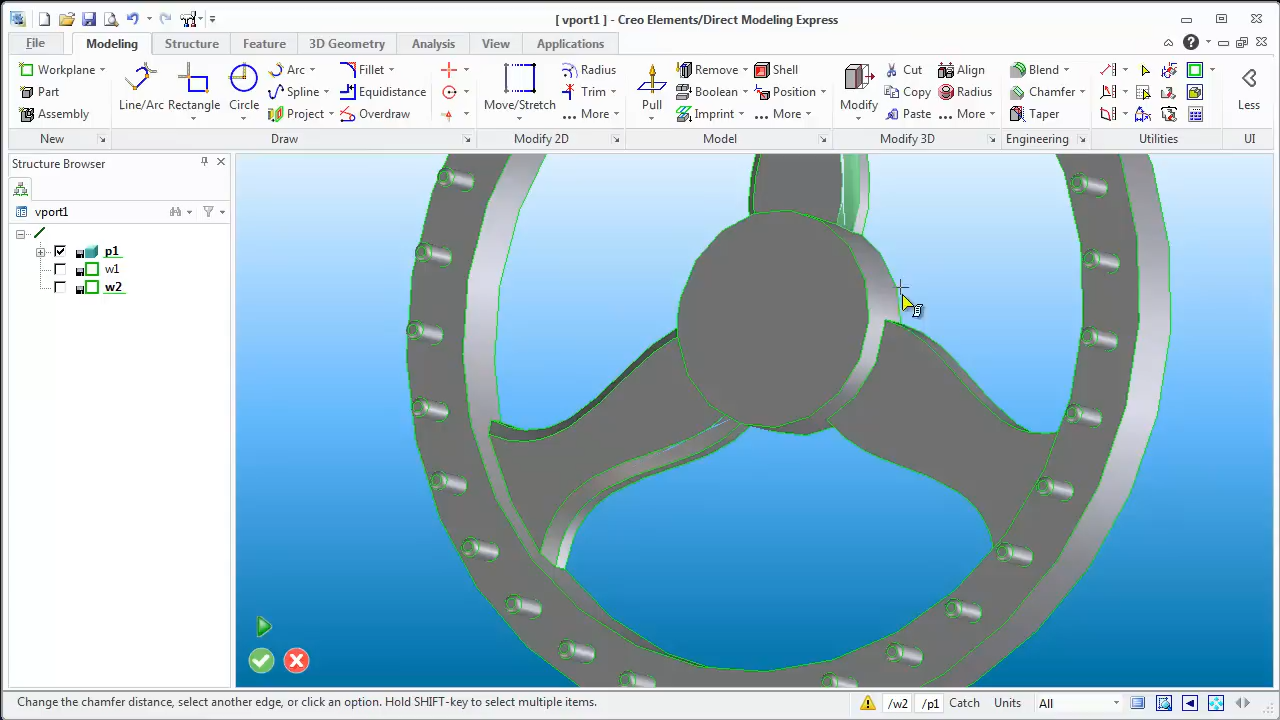 [ vport1 ] - Creo Elements/Direct Modeling Express
File Modeling Structure Feature 3D Geometry Analysis View Applications
Workplane Arc Fillet Radius Remove Shell Cut Align Blend
Part Spline Equidistance Trim Boolean Position Copy Radius Chamfer
Assembly Line/Arc Rectangle Circle Project Overdraw Move/Stretch More ... Pull Imprint More ... Modify Paste More ... Taper Less
New Draw Modify 2D Model Modify 3D Engineering Utilities UI
Structure Browser
vport1
p1
w1
w2
Change the chamfer distance, select another edge, or click an option. Hold SHIFT-key to select multiple items. /w2 /p1 Catch Units All